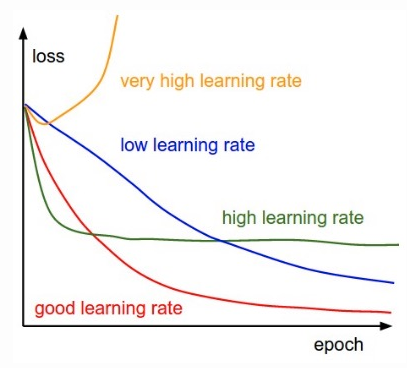 loss
very high learning rate
low learning rate
high learning rate
good learning rate
epoch